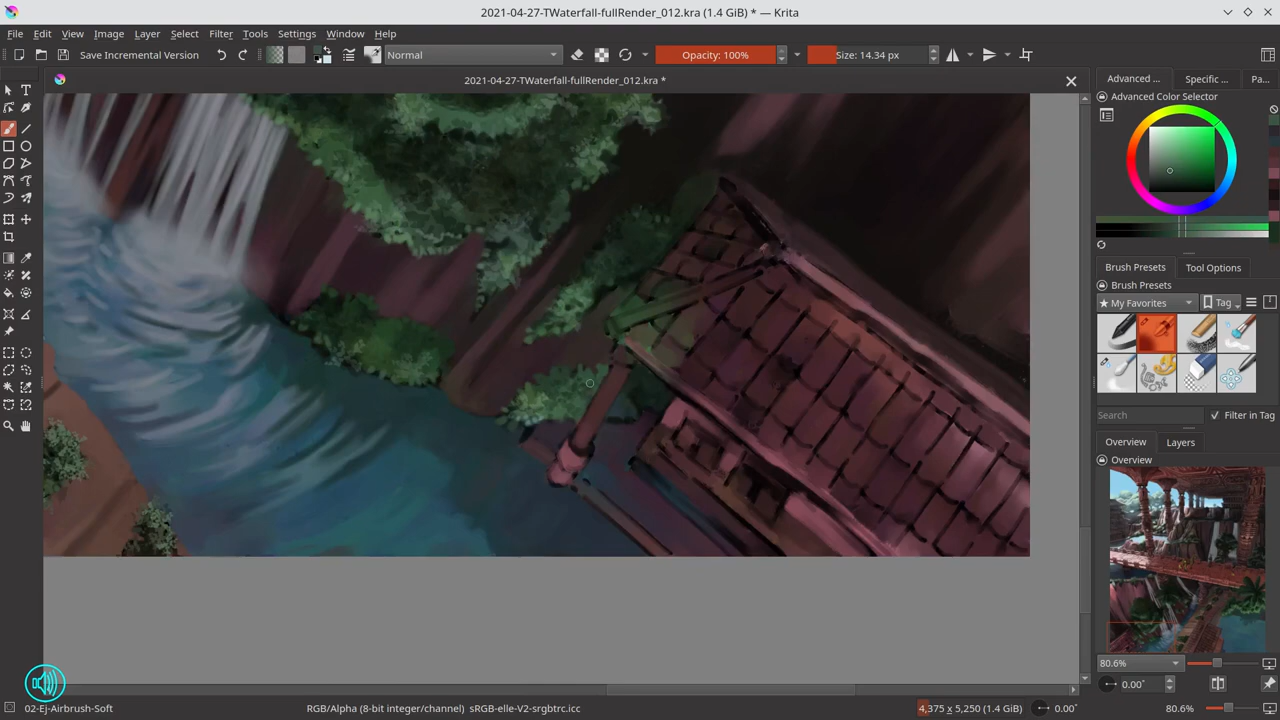 2021-04-27-TWaterfall-fullRender_012.kra (1.4 GiB) * — Krita
File Edit View Image Layer Select Filter Tools Settings Window Help
Save Incremental Version Normal Opacity: 100% Size: 14.34 px
2021-04-27-TWaterfall-fullRender_012.kra *
Advanced ... Specific ... Pa...
Advanced Color Selector
Brush Presets Tool Options
Brush Presets
★ My Favorites Tag
Search Filter in Tag
Overview Layers
Overview
80.6%
0.00°
02-Ej-Airbrush-Soft RGB/Alpha (8-bit integer/channel) sRGB-elle-V2-srgbtrc.icc 4,375 x 5,250 (1.4 GiB) 0.00° 80.6%